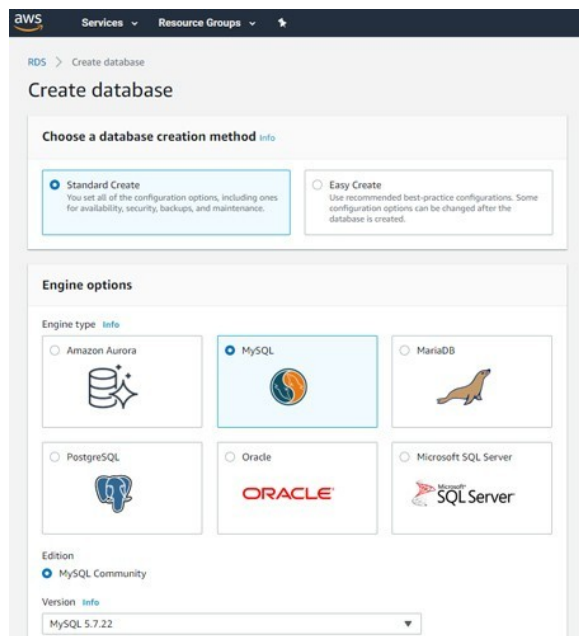 aws
Services
Resource Groups
RDS > Create database
Create database
Choose a database creation method Info
Standard Create
You set all of the configuration options, including ones
for availability, security, backups, and maintenance.
Easy Create
Use recommended best-practice configurations. Some
configuration options can be changed after the
database is created.
Engine options
Engine type Info
Amazon Aurora
MySQL
MariaDB
PostgreSQL
Oracle
ORACLE
Microsoft SQL Server
Microsoft
SQL Server
Edition
MySQL Community
Version Info
MySQL 5.7.22